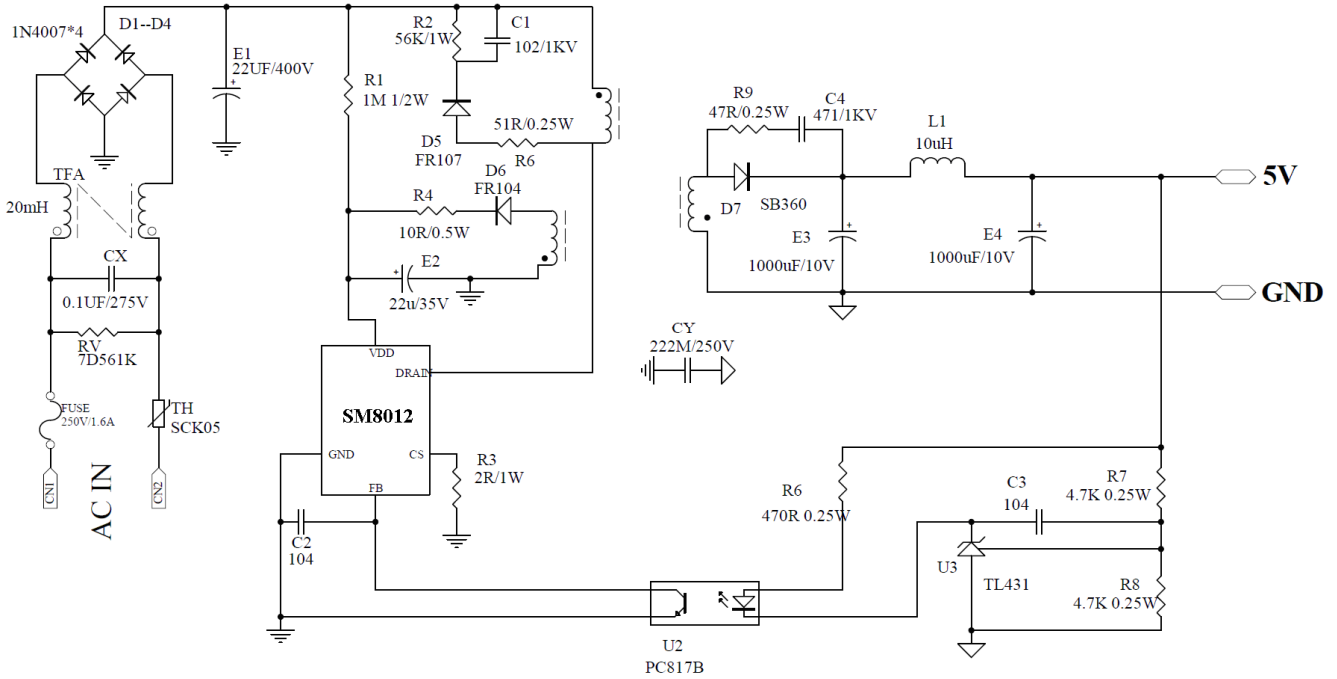 1N4007*4
D1--D4
E1
22UF/400V
R2
56K/1W
C1
102/1KV
R1
1M 1/2W
51R/0.25W
D5
FR107
R6
D6
FR104
R4
10R/0.5W
E2
22u/35V
TFA
20mH
CX
0.1UF/275V
RV
7D561K
FUSE
250V/1.6A
TH
SCK05
CN1
AC IN
CN2
VDD
DRAIN
SM8012
GND
CS
FB
R3
2R/1W
C2
104
R9
47R/0.25W
C4
471/1KV
L1
10uH
5V
D7
SB360
E3
1000uF/10V
E4
1000uF/10V
GND
CY
222M/250V
R6
470R 0.25W
C3
104
R7
4.7K 0.25W
U3
TL431
R8
4.7K 0.25W
U2
PC817B